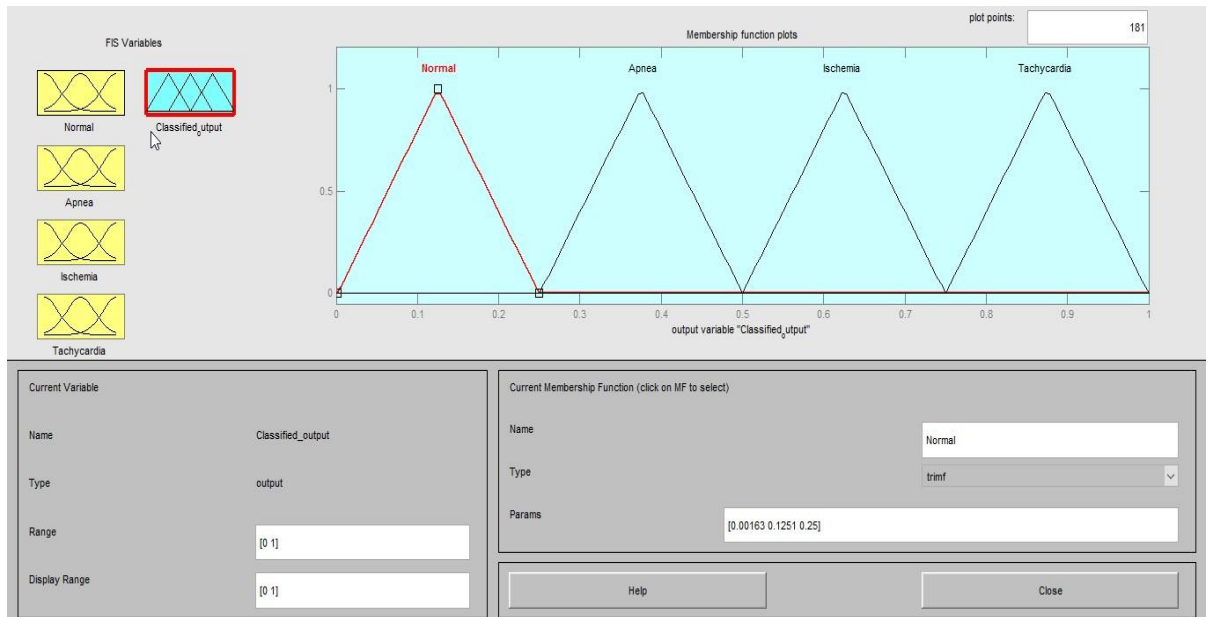 FIS Variables
Normal
Classified_output
Apnea
Ischemia
Tachycardia
plot points:
181
Membership function plots
Normal
Apnea
Ischemia
Tachycardia
1
0.5
0
0
0.1
0.2
0.3
0.4
0.5
0.6
0.7
0.8
0.9
1
output variable "Classified_output"
Current Variable
Name
Classified_output
Type
output
Range
[0 1]
Display Range
[0 1]
Current Membership Function (click on MF to select)
Name
Normal
Type
trimf
Params
[0.00163 0.1251 0.25]
Help
Close